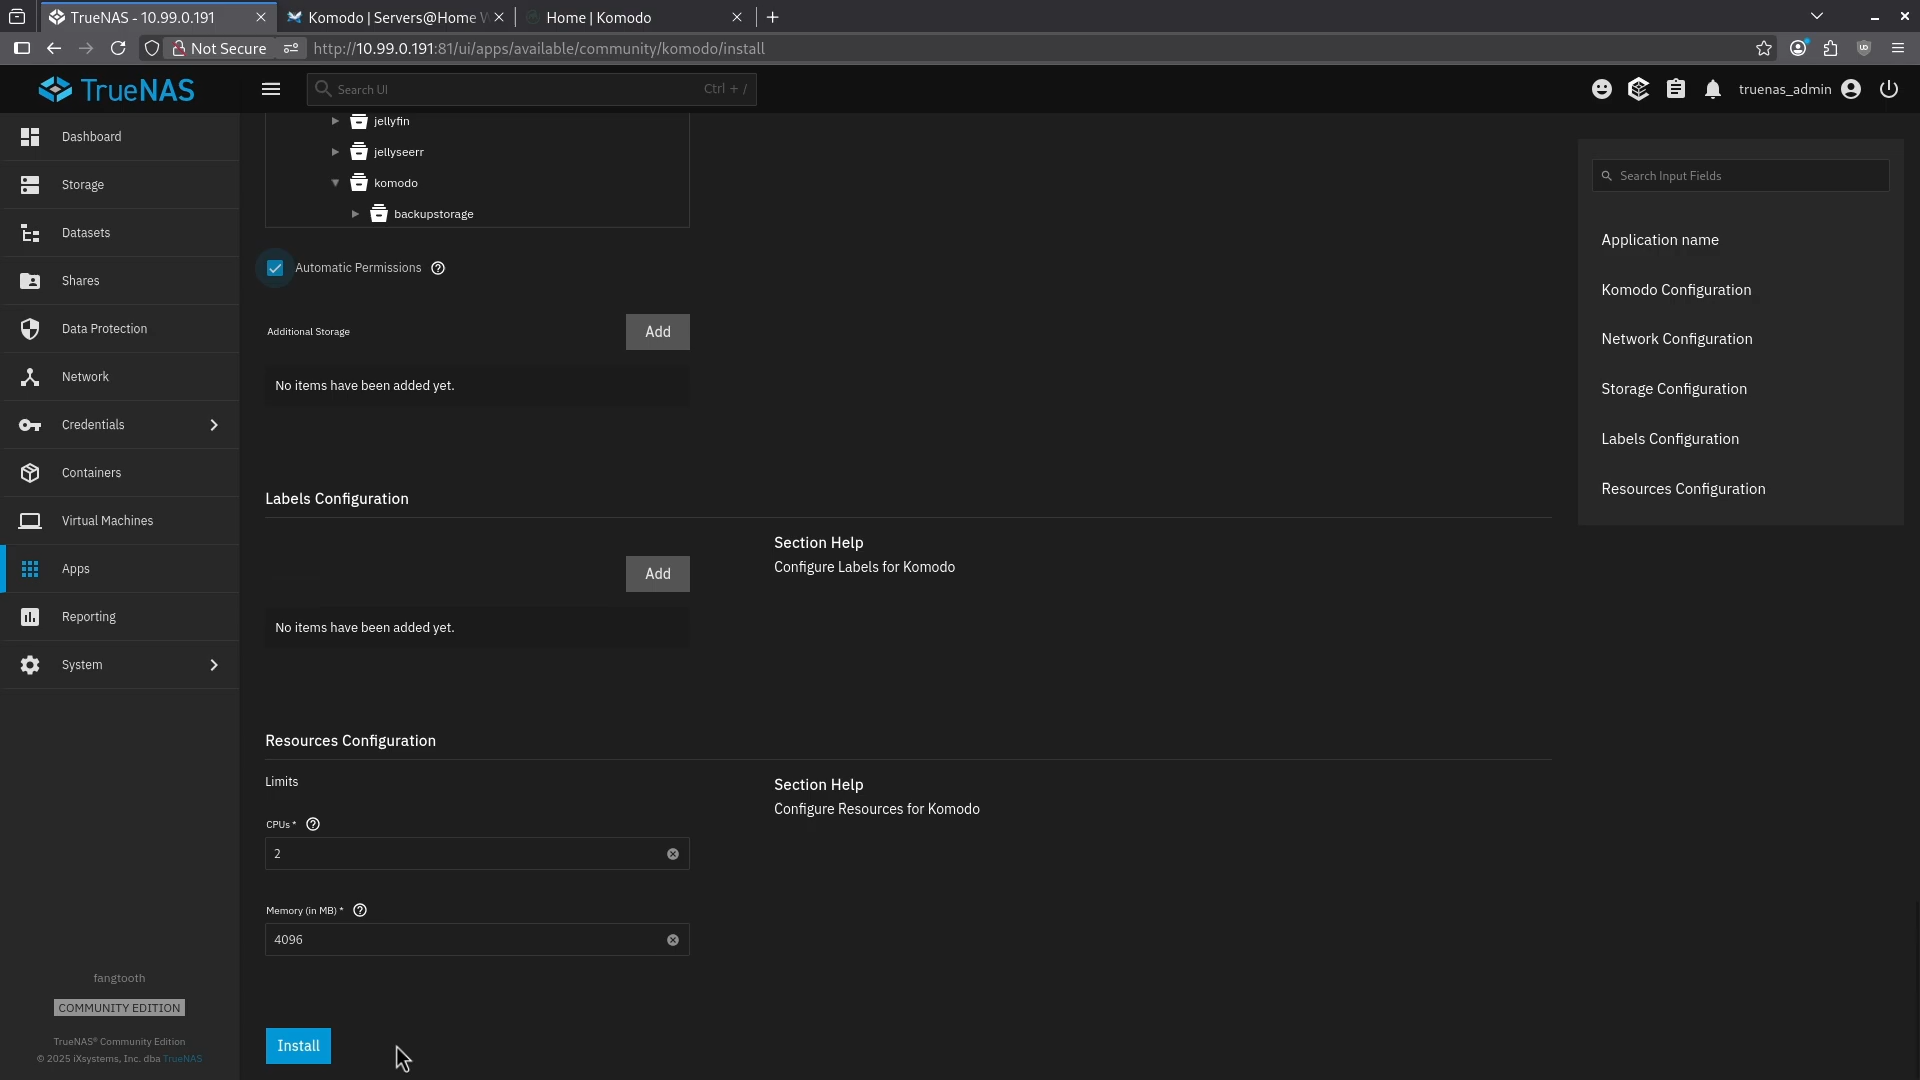 TrueNAS - 10.99.0.191
Komodo | Servers@Home W
Home | Komodo
Not Secure
http://10.99.0.191:81/ui/apps/available/community/komodo/install
TrueNAS
Search UI
Ctrl + /
truenas_admin
Dashboard
Storage
Datasets
Shares
Data Protection
Network
Credentials
Containers
Virtual Machines
Apps
Reporting
System
fangtooth
COMMUNITY EDITION
TrueNAS® Community Edition
© 2025 iXsystems, Inc. dba TrueNAS
jellyfin
jellyseerr
komodo
backupstorage
Automatic Permissions
Additional Storage
Add
No items have been added yet.
Labels Configuration
Add
No items have been added yet.
Section Help
Configure Labels for Komodo
Resources Configuration
Limits
CPUs *
2
Memory (in MB) *
4096
Section Help
Configure Resources for Komodo
Install
Search Input Fields
Application name
Komodo Configuration
Network Configuration
Storage Configuration
Labels Configuration
Resources Configuration